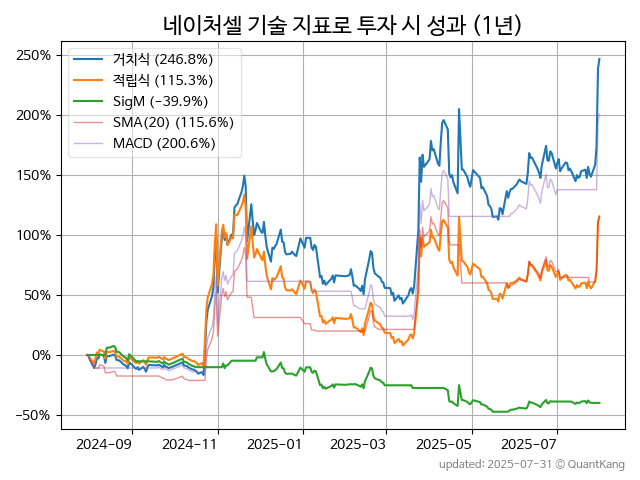 네이처셀 기술 지표로 투자 시 성과 (1년)
250%
200%
150%
100%
50%
0%
−50%
거치식 (246.8%)
적립식 (115.3%)
SigM (−39.9%)
SMA(20) (115.6%)
MACD (200.6%)
2024-09 2024-11 2025-01 2025-03 2025-05 2025-07
updated: 2025-07-31 © QuantKang